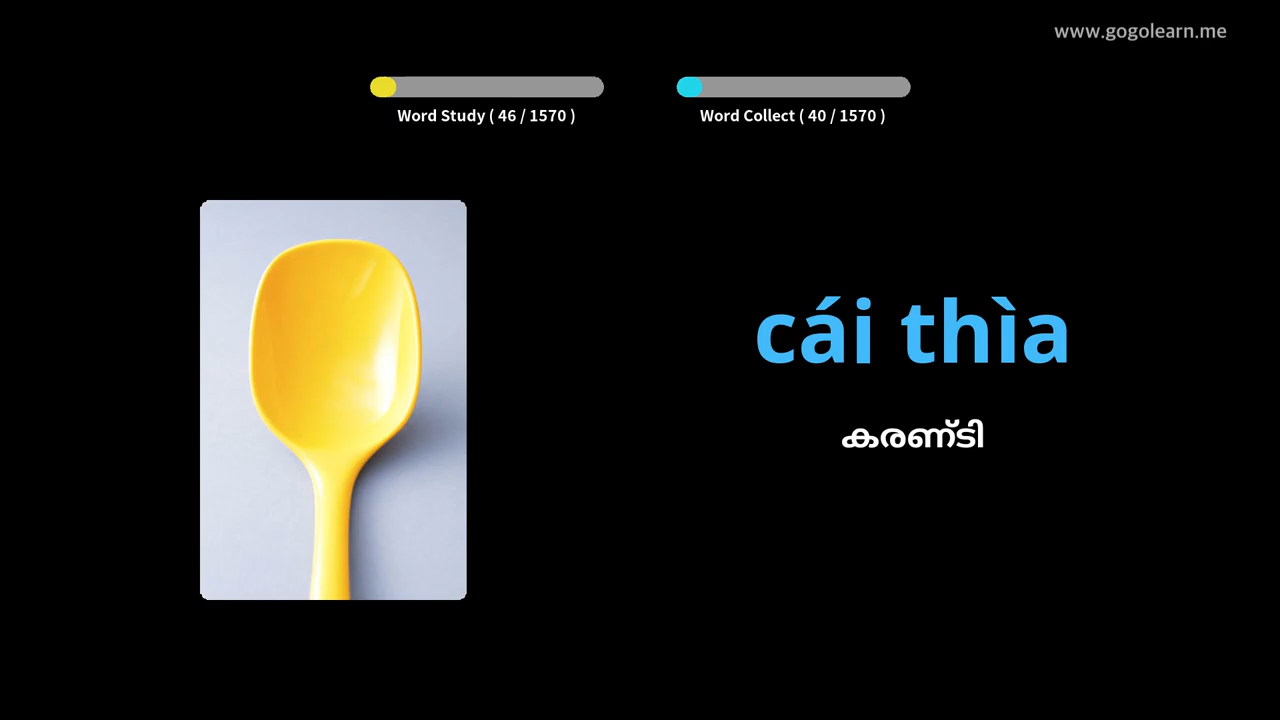 www.gogolearn.me
Word Study ( 46 / 1570 )
Word Collect ( 40 / 1570 )
cái thìa
കരണ്ടി